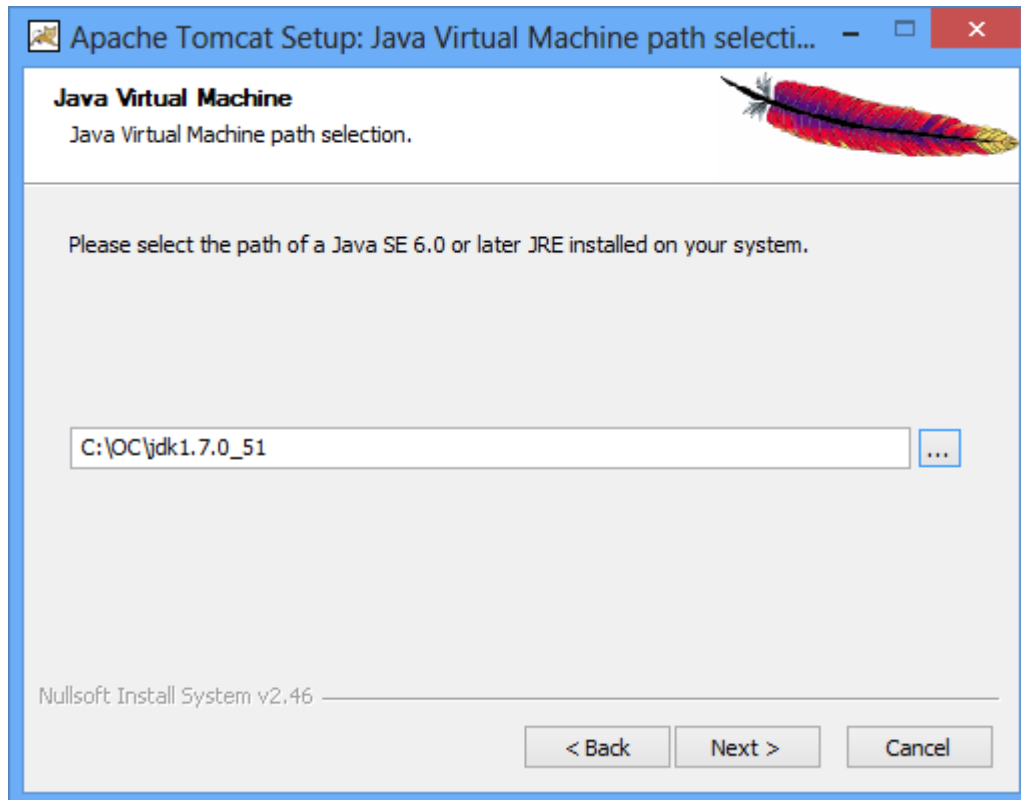 Apache Tomcat Setup: Java Virtual Machine path selecti...
Java Virtual Machine
Java Virtual Machine path selection.
Please select the path of a Java SE 6.0 or later JRE installed on your system.
C:\OC\jdk1.7.0_51
...
Nullsoft Install System v2.46
< Back
Next >
Cancel